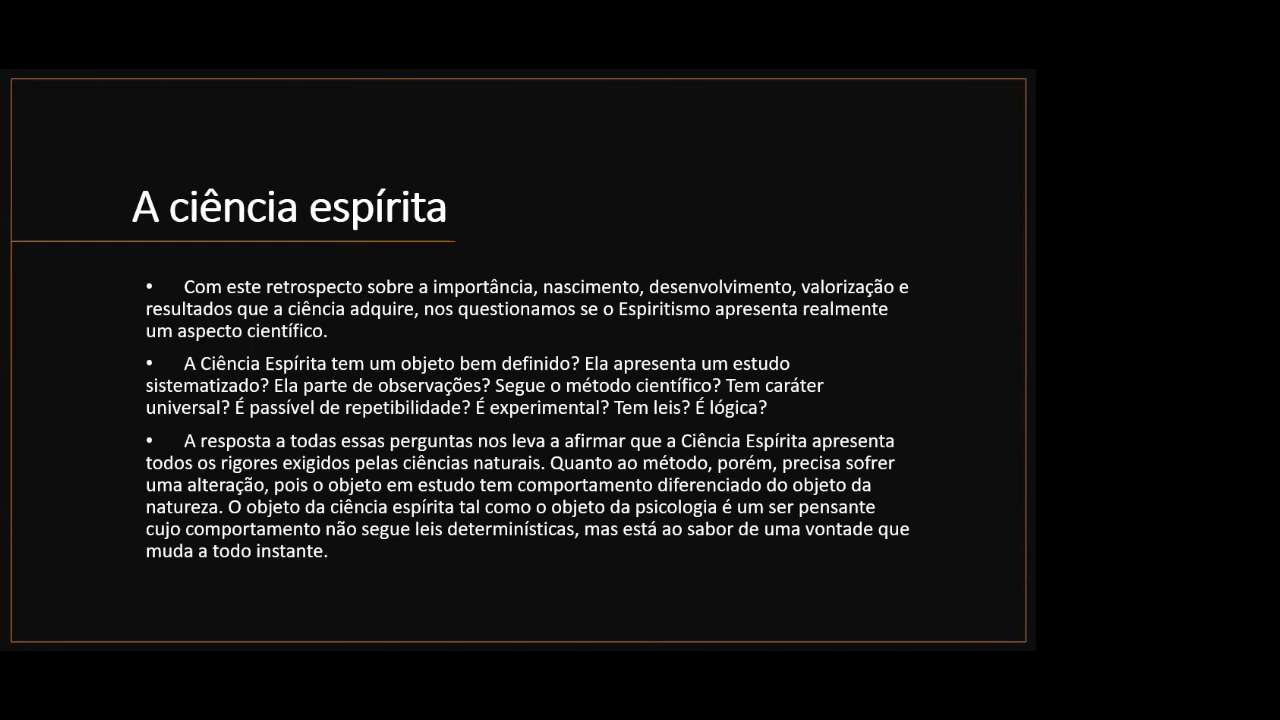 A ciência espírita
• Com este retrospecto sobre a importância, nascimento, desenvolvimento, valorização e
resultados que a ciência adquire, nos questionamos se o Espiritismo apresenta realmente
um aspecto científico.
• A Ciência Espírita tem um objeto bem definido? Ela apresenta um estudo
sistematizado? Ela parte de observações? Segue o método científico? Tem caráter
universal? É passível de repetibilidade? É experimental? Tem leis? É lógica?
• A resposta a todas essas perguntas nos leva a afirmar que a Ciência Espírita apresenta
todos os rigores exigidos pelas ciências naturais. Quanto ao método, porém, precisa sofrer
uma alteração, pois o objeto em estudo tem comportamento diferenciado do objeto da
natureza. O objeto da ciência espírita tal como o objeto da psicologia é um ser pensante
cujo comportamento não segue leis determinísticas, mas está ao sabor de uma vontade que
muda a todo instante.